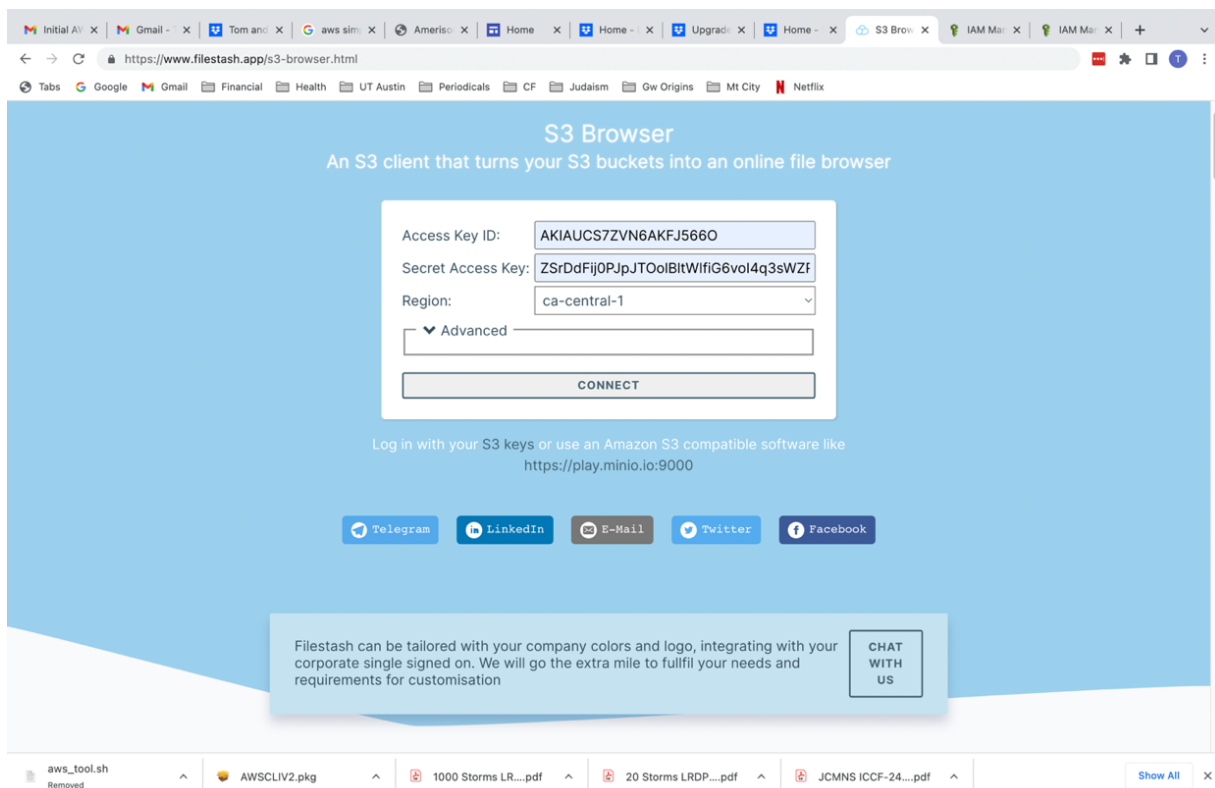 Initial AV
Gmail -
Tom and
aws sim
Ameriso
Home
Home -
Upgrade
Home -
S3 Brow
IAM Mar
IAM Mar
https://www.filestash.app/s3-browser.html
T
Tabs
Google
Gmail
Financial
Health
UT Austin
Periodicals
CF
Judaism
Gw Origins
Mt City
Netflix
S3 Browser
An S3 client that turns your S3 buckets into an online file browser
Access Key ID: AKIAUCS7ZVN6AKFJ566O
Secret Access Key:
Region: ca-central-1
Advanced
CONNECT
Log in with your S3 keys or use an Amazon S3 compatible software like
https://play.minio.io:9000
Telegram
LinkedIn
E-Mail
Twitter
Facebook
Filestash can be tailored with your company colors and logo, integrating with your
corporate single signed on. We will go the extra mile to fullfil your needs and
requirements for customisation
CHAT
WITH
US
aws_tool.sh
Removed
AWSCLIV2.pkg
1000 Storms LR....pdf
20 Storms LRDP....pdf
JCMNS ICCF-24....pdf
Show All